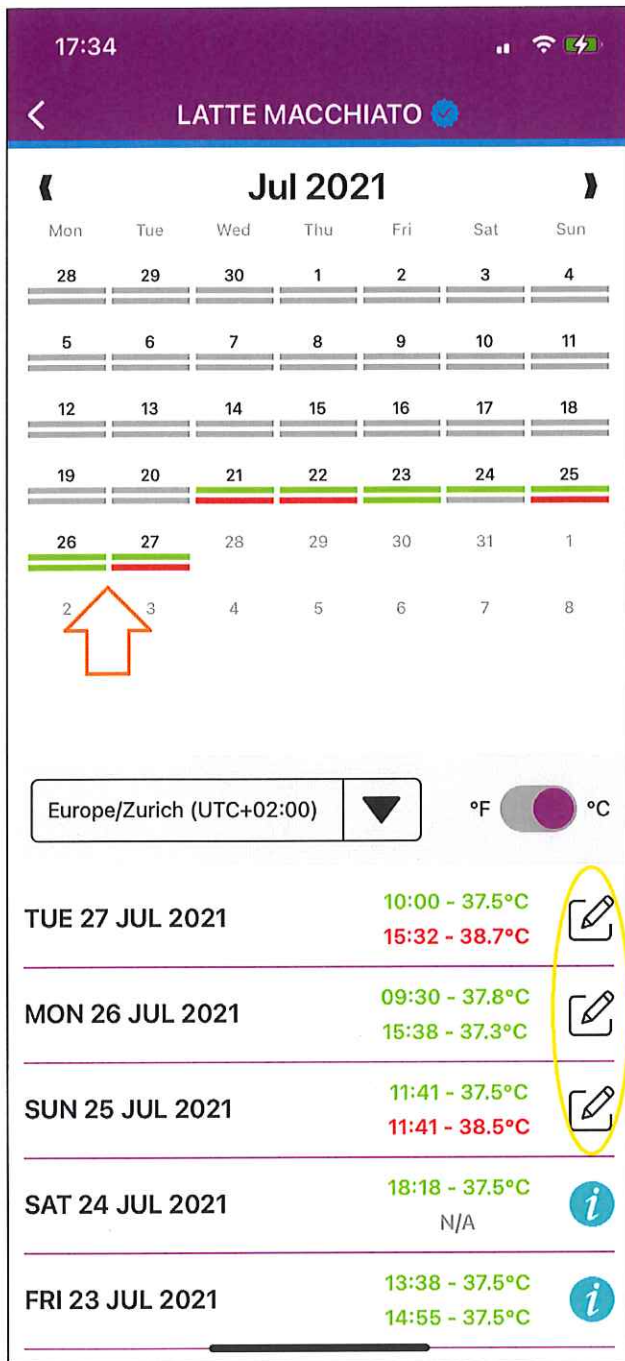 17:34
LATTE MACCHIATO
Jul 2021
Mon Tue Wed Thu Fri Sat Sun
28 29 30 1 2 3 4
5 6 7 8 9 10 11
12 13 14 15 16 17 18
19 20 21 22 23 24 25
26 27 28 29 30 31 1
2 3 4 5 6 7 8
Europe/Zurich (UTC+02:00)
°F °C
TUE 27 JUL 2021
10:00 - 37.5°C
15:32 - 38.7°C
MON 26 JUL 2021
09:30 - 37.8°C
15:38 - 37.3°C
SUN 25 JUL 2021
11:41 - 37.5°C
11:41 - 38.5°C
SAT 24 JUL 2021
18:18 - 37.5°C
N/A
i
FRI 23 JUL 2021
13:38 - 37.5°C
14:55 - 37.5°C
i